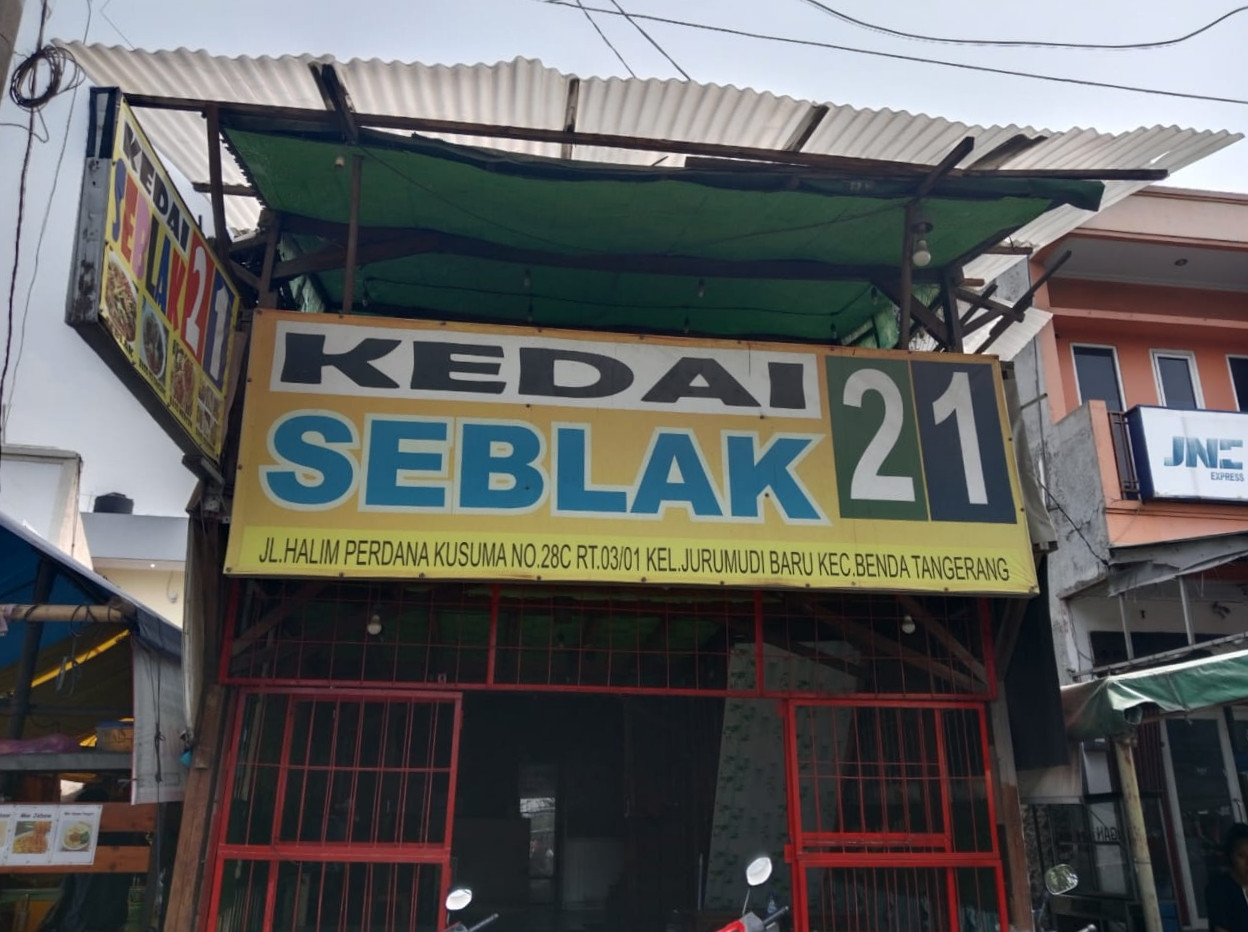 KEDAI
SEBLAK
21
KEDAI
SEBLAK 21
JL.HALIM PERDANA KUSUMA NO.28C RT.03/01 KEL.JURUMUDI BARU KEC.BENDA TANGERANG
JNE
EXPRESS